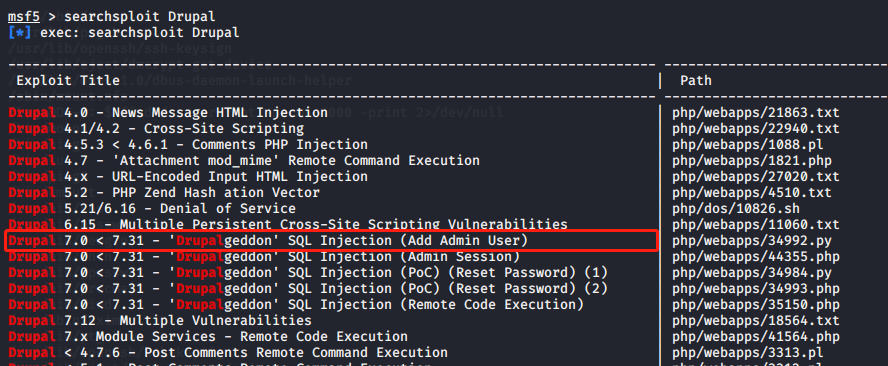 msf5 > searchsploit Drupal
[*] exec: searchsploit Drupal
/usr/lib/openssh/ssh-keysign
Exploit Title | Path
Drupal 4.0 - News Message HTML Injection | php/webapps/21863.txt
Drupal 4.1/4.2 - Cross-Site Scripting | php/webapps/22940.txt
Drupal 4.5.3 < 4.6.1 - Comments PHP Injection | php/webapps/1088.pl
Drupal 4.7 - 'Attachment mod_mime' Remote Command Execution | php/webapps/1821.php
Drupal 4.x - URL-Encoded Input HTML Injection | php/webapps/27020.txt
Drupal 5.2 - PHP Zend Hash ation Vector | php/webapps/4510.txt
Drupal 5.21/6.16 - Denial of Service | php/dos/10826.sh
Drupal 6.15 - Multiple Persistent Cross-Site Scripting Vulnerabilities | php/webapps/11060.txt
Drupal 7.0 < 7.31 - 'Drupalgeddon' SQL Injection (Add Admin User) | php/webapps/34992.py
Drupal 7.0 < 7.31 - 'Drupalgeddon' SQL Injection (Admin Session) | php/webapps/44355.php
Drupal 7.0 < 7.31 - 'Drupalgeddon' SQL Injection (PoC) (Reset Password) (1) | php/webapps/34984.py
Drupal 7.0 < 7.31 - 'Drupalgeddon' SQL Injection (PoC) (Reset Password) (2) | php/webapps/34993.php
Drupal 7.0 < 7.31 - 'Drupalgeddon' SQL Injection (Remote Code Execution) | php/webapps/35150.php
Drupal 7.12 - Multiple Vulnerabilities | php/webapps/18564.txt
Drupal 7.x Module Services - Remote Code Execution | php/webapps/41564.php
Drupal < 4.7.6 - Post Comments Remote Command Execution | php/webapps/3313.pl